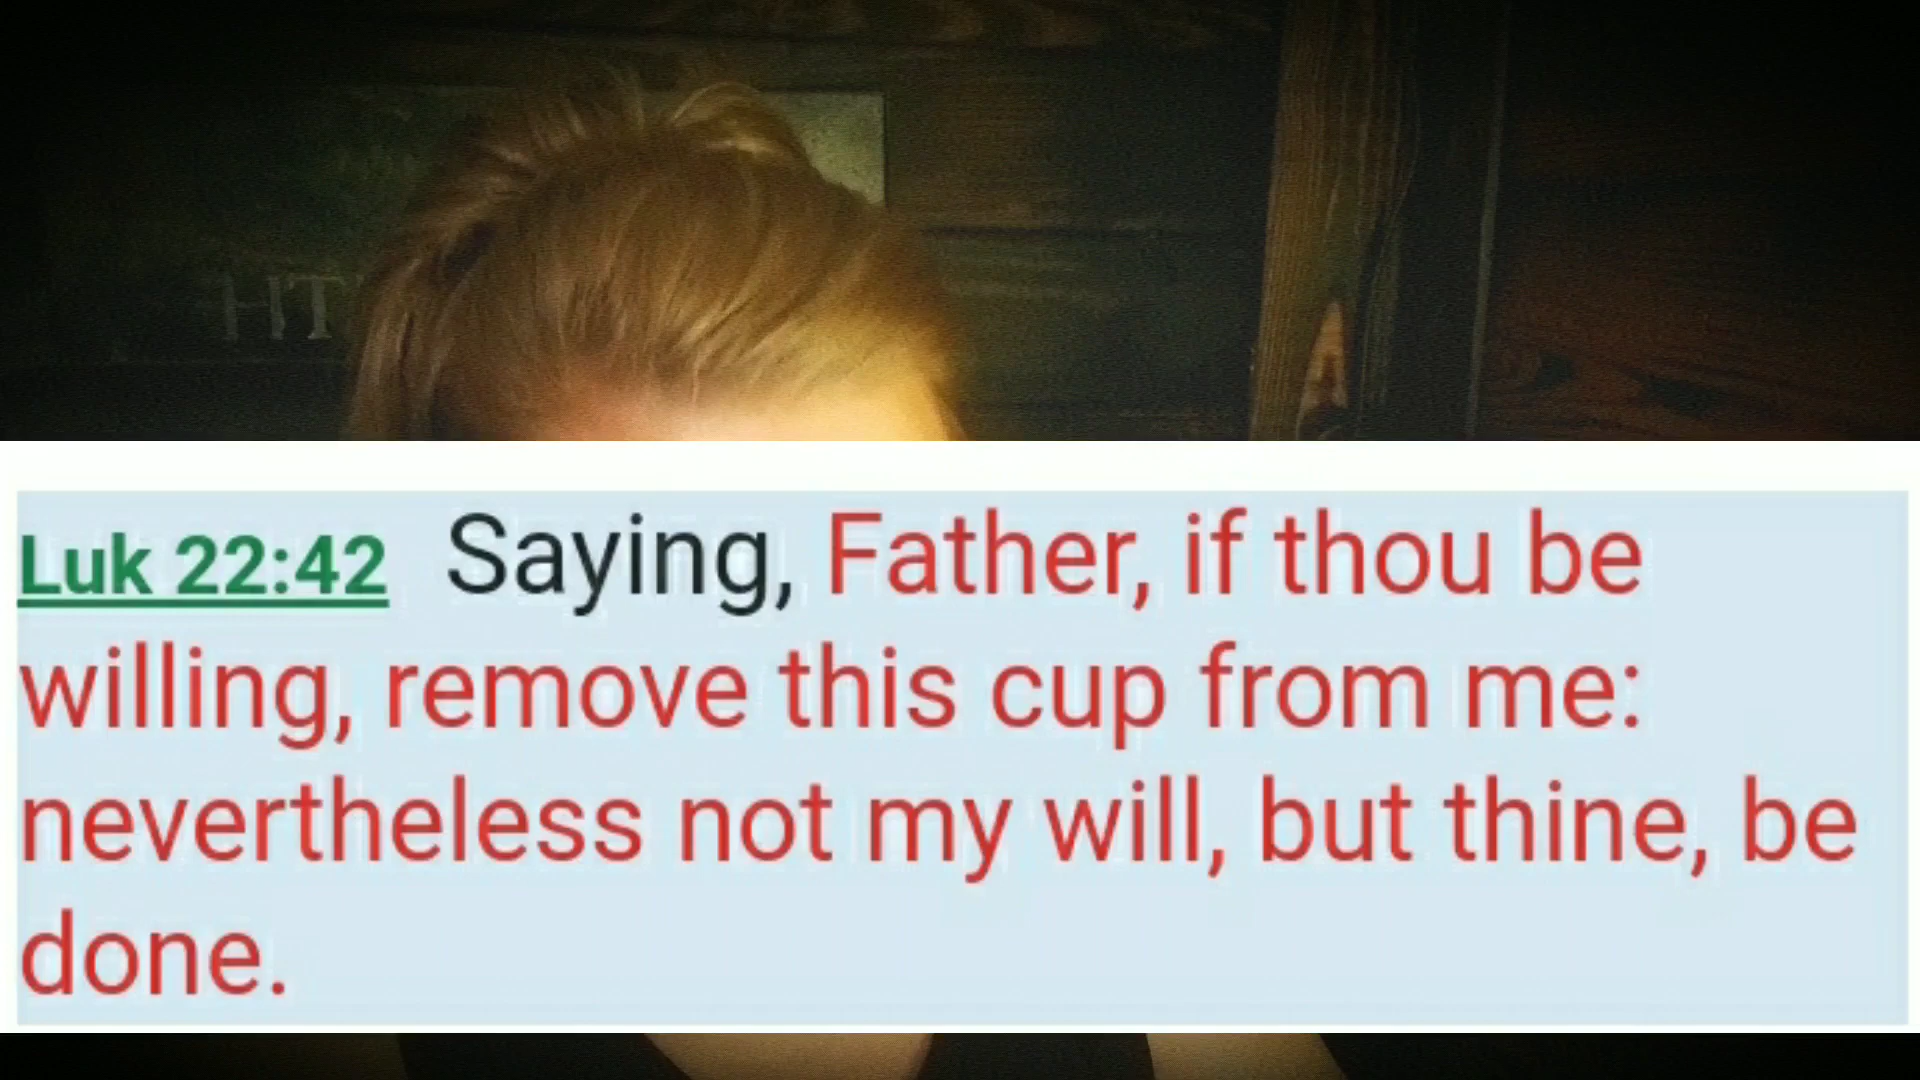 HT
Luk 22:42 Saying, Father, if thou be
willing, remove this cup from me:
nevertheless not my will, but thine, be
done.